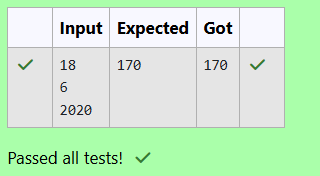 Input Expected Got
18 170 170
6
2020
Passed all tests!